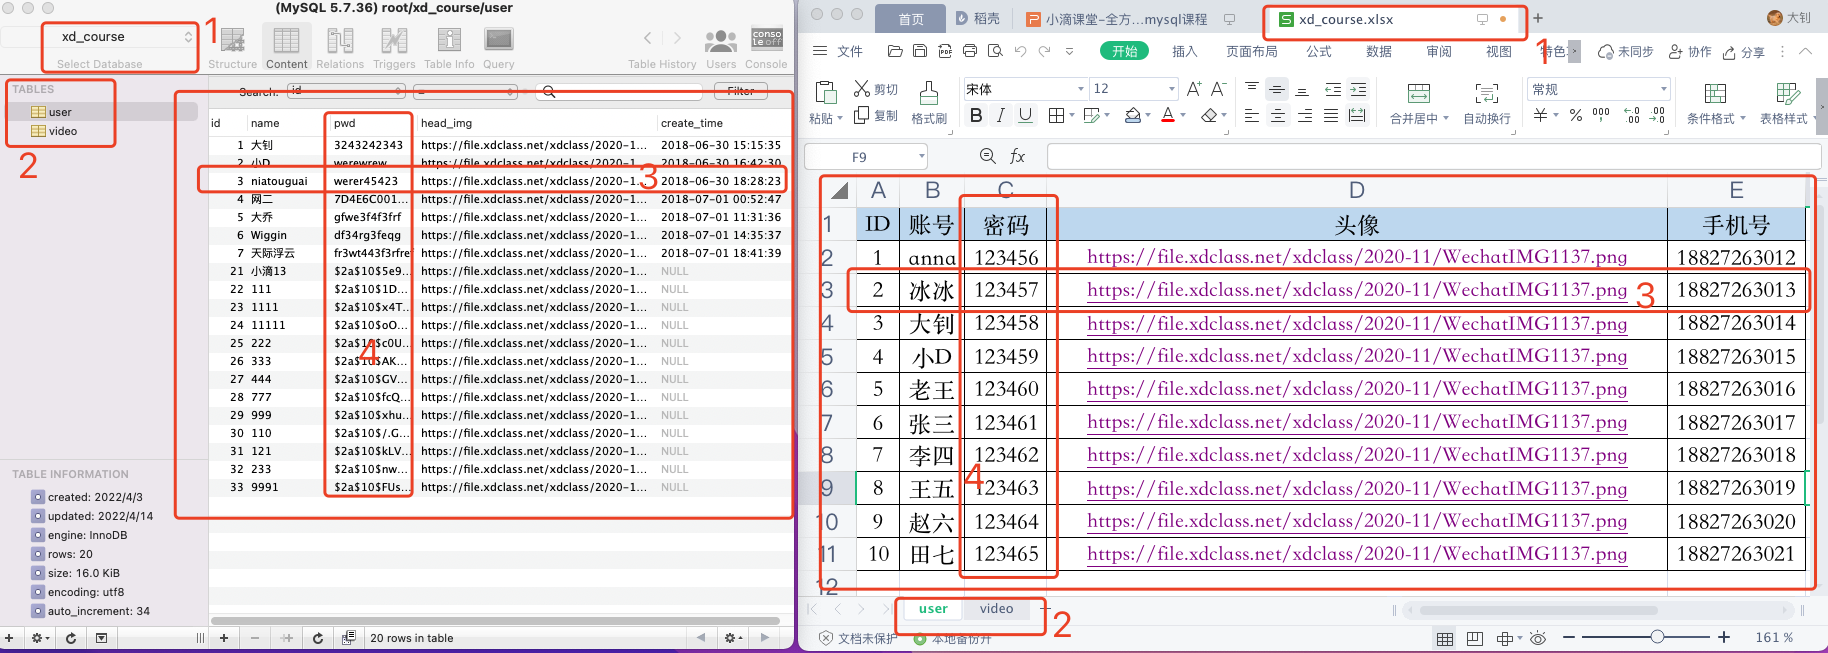 (MySQL 5.7.36) root/xd_course/user
xd_course
1
Select Database
Structure
Content
Relations
Triggers
Table Info
Query
Table History
Users
Console
conso
le off
TABLES
user
video
2
Search:
id
=
Filter
id name pwd head_img create_time
1 大钊 3243242343 https://file.xdclass.net/xdclass/2020-1... 2018-06-30 15:15:35
2 小D werewrew https://file.xdclass.net/xdclass/2020-1... 2018-06-30 16:42:30
3 niatouguai werer45423 https://file.xdclass.net/xdclass/2020-1... 2018-06-30 18:28:23
3
4 网二 7D4E6C001... https://file.xdclass.net/xdclass/2020-1... 2018-07-01 00:52:47
5 大乔 gfwe3f4f3frf https://file.xdclass.net/xdclass/2020-1... 2018-07-01 11:31:36
6 Wiggin df34rg3feqg https://file.xdclass.net/xdclass/2020-1... 2018-07-01 14:35:37
7 天际浮云 fr3wt443f3fref https://file.xdclass.net/xdclass/2020-1... 2018-07-01 18:41:39
21 小滴13 $2a$10$5e9... https://file.xdclass.net/xdclass/2020-1... NULL
22 111 $2a$10$1D... https://file.xdclass.net/xdclass/2020-1... NULL
23 1111 $2a$10$x4T... https://file.xdclass.net/xdclass/2020-1... NULL
24 11111 $2a$10$oO... https://file.xdclass.net/xdclass/2020-1... NULL
25 222 $2a$10$c0U... https://file.xdclass.net/xdclass/2020-1... NULL
26 333 $2a$10$AK... https://file.xdclass.net/xdclass/2020-1... NULL
4
27 444 $2a$10$GV... https://file.xdclass.net/xdclass/2020-1... NULL
28 777 $2a$10$fcQ... https://file.xdclass.net/xdclass/2020-1... NULL
29 999 $2a$10$xhu... https://file.xdclass.net/xdclass/2020-1... NULL
30 110 $2a$10$/.G... https://file.xdclass.net/xdclass/2020-1... NULL
31 121 $2a$10$kLV... https://file.xdclass.net/xdclass/2020-1... NULL
32 233 $2a$10$nw... https://file.xdclass.net/xdclass/2020-1... NULL
33 9991 $2a$10$FUs... https://file.xdclass.net/xdclass/2020-1... NULL
TABLE INFORMATION
created: 2022/4/3
updated: 2022/4/14
engine: InnoDB
rows: 20
size: 16.0 KiB
encoding: utf8
auto_increment: 34
20 rows in table
首页
稻壳
小滴课堂-全方...mysql课程
xd_course.xlsx
大钊
1
文件
开始 插入 页面布局 公式 数据 审阅 视图 特色
未同步 协作 分享
粘贴
剪切
复制
格式刷
宋体 12
B I U A
合并居中
自动换行
常规
¥ % 000
条件格式
表格样式
F9
fx
A B C D E
1 ID 账号 密码 头像 手机号
2 1 anna 123456 https://file.xdclass.net/xdclass/2020-11/WechatIMG1137.png 18827263012
3 2 冰冰 123457 https://file.xdclass.net/xdclass/2020-11/WechatIMG1137.png 18827263013
3
4 3 大钊 123458 https://file.xdclass.net/xdclass/2020-11/WechatIMG1137.png 18827263014
5 4 小D 123459 https://file.xdclass.net/xdclass/2020-11/WechatIMG1137.png 18827263015
6 5 老王 123460 https://file.xdclass.net/xdclass/2020-11/WechatIMG1137.png 18827263016
7 6 张三 123461 https://file.xdclass.net/xdclass/2020-11/WechatIMG1137.png 18827263017
8 7 李四 123462 https://file.xdclass.net/xdclass/2020-11/WechatIMG1137.png 18827263018
4
9 8 王五 123463 https://file.xdclass.net/xdclass/2020-11/WechatIMG1137.png 18827263019
10 9 赵六 123464 https://file.xdclass.net/xdclass/2020-11/WechatIMG1137.png 18827263020
11 10 田七 123465 https://file.xdclass.net/xdclass/2020-11/WechatIMG1137.png 18827263021
12
user video
2
文档未保护
本地备份开
161 %